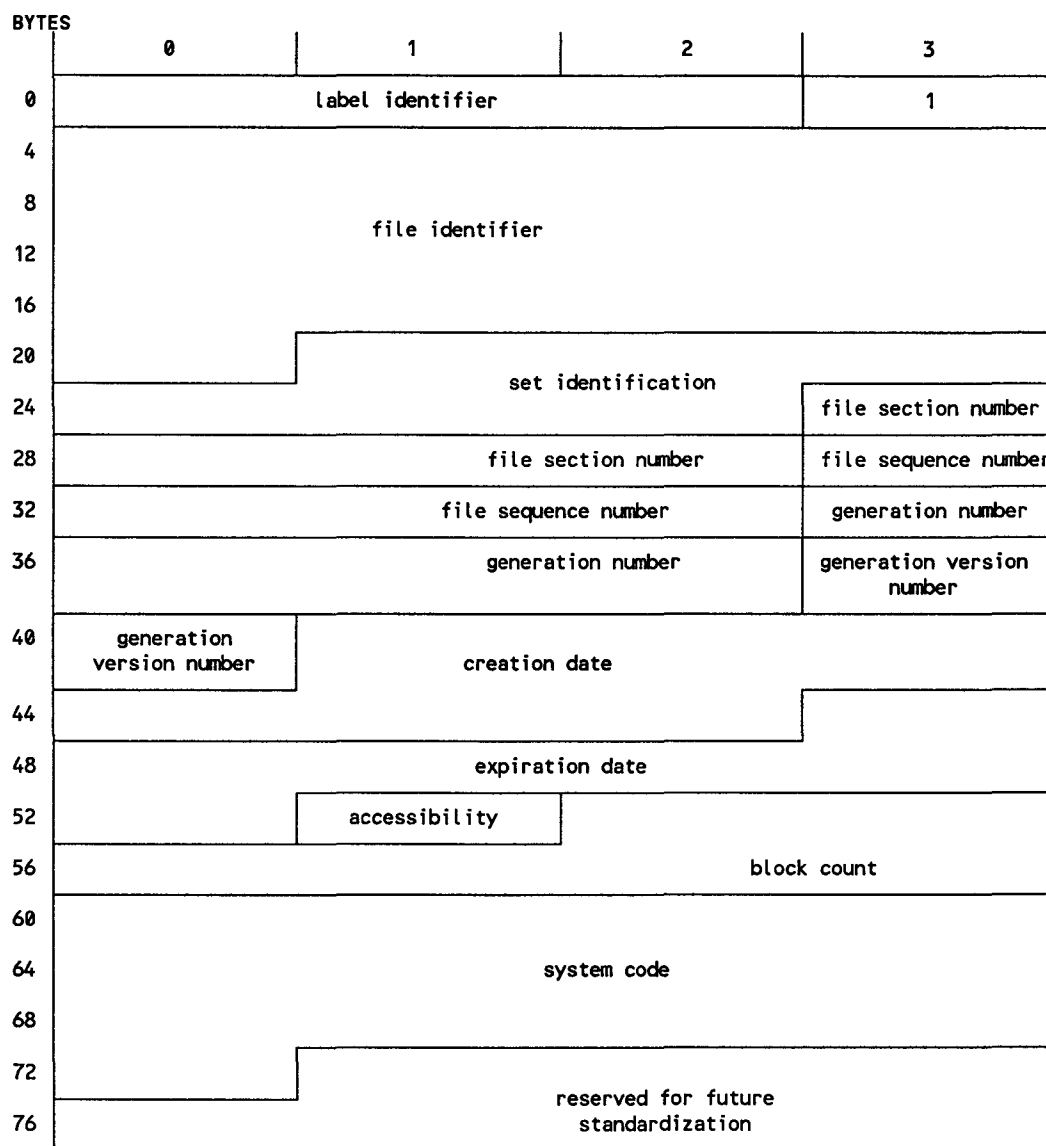 BYTES
0 1 2 3
0 label identifier 1
4
8
file identifier
12
16
20
set identification
24 file section number
28 file section number file sequence number
32 file sequence number generation number
36 generation number generation version
number
40 generation
version number creation date
44
48 expiration date
52 accessibility
56 block count
60
64 system code
68
72
reserved for future
76 standardization